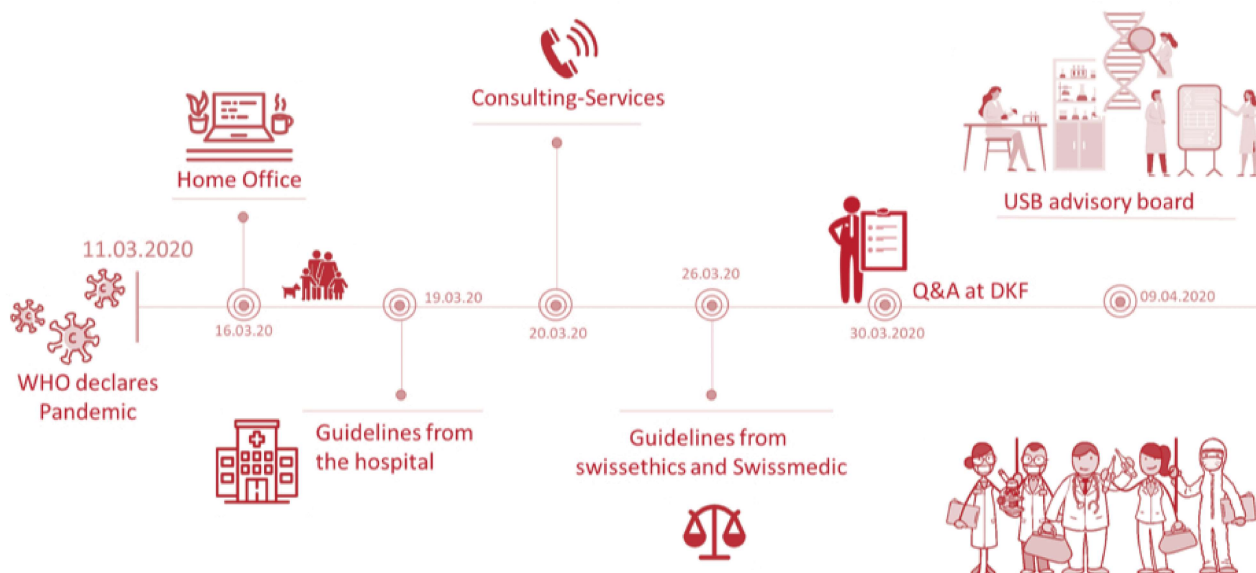 11.03.2020
WHO declares
Pandemic
Home Office
16.03.20
19.03.20
Guidelines from
the hospital
Consulting-Services
20.03.20
26.03.20
Guidelines from
swissethics and Swissmedic
Q&A at DKF
30.03.2020
USB advisory board
09.04.2020
C
C
C